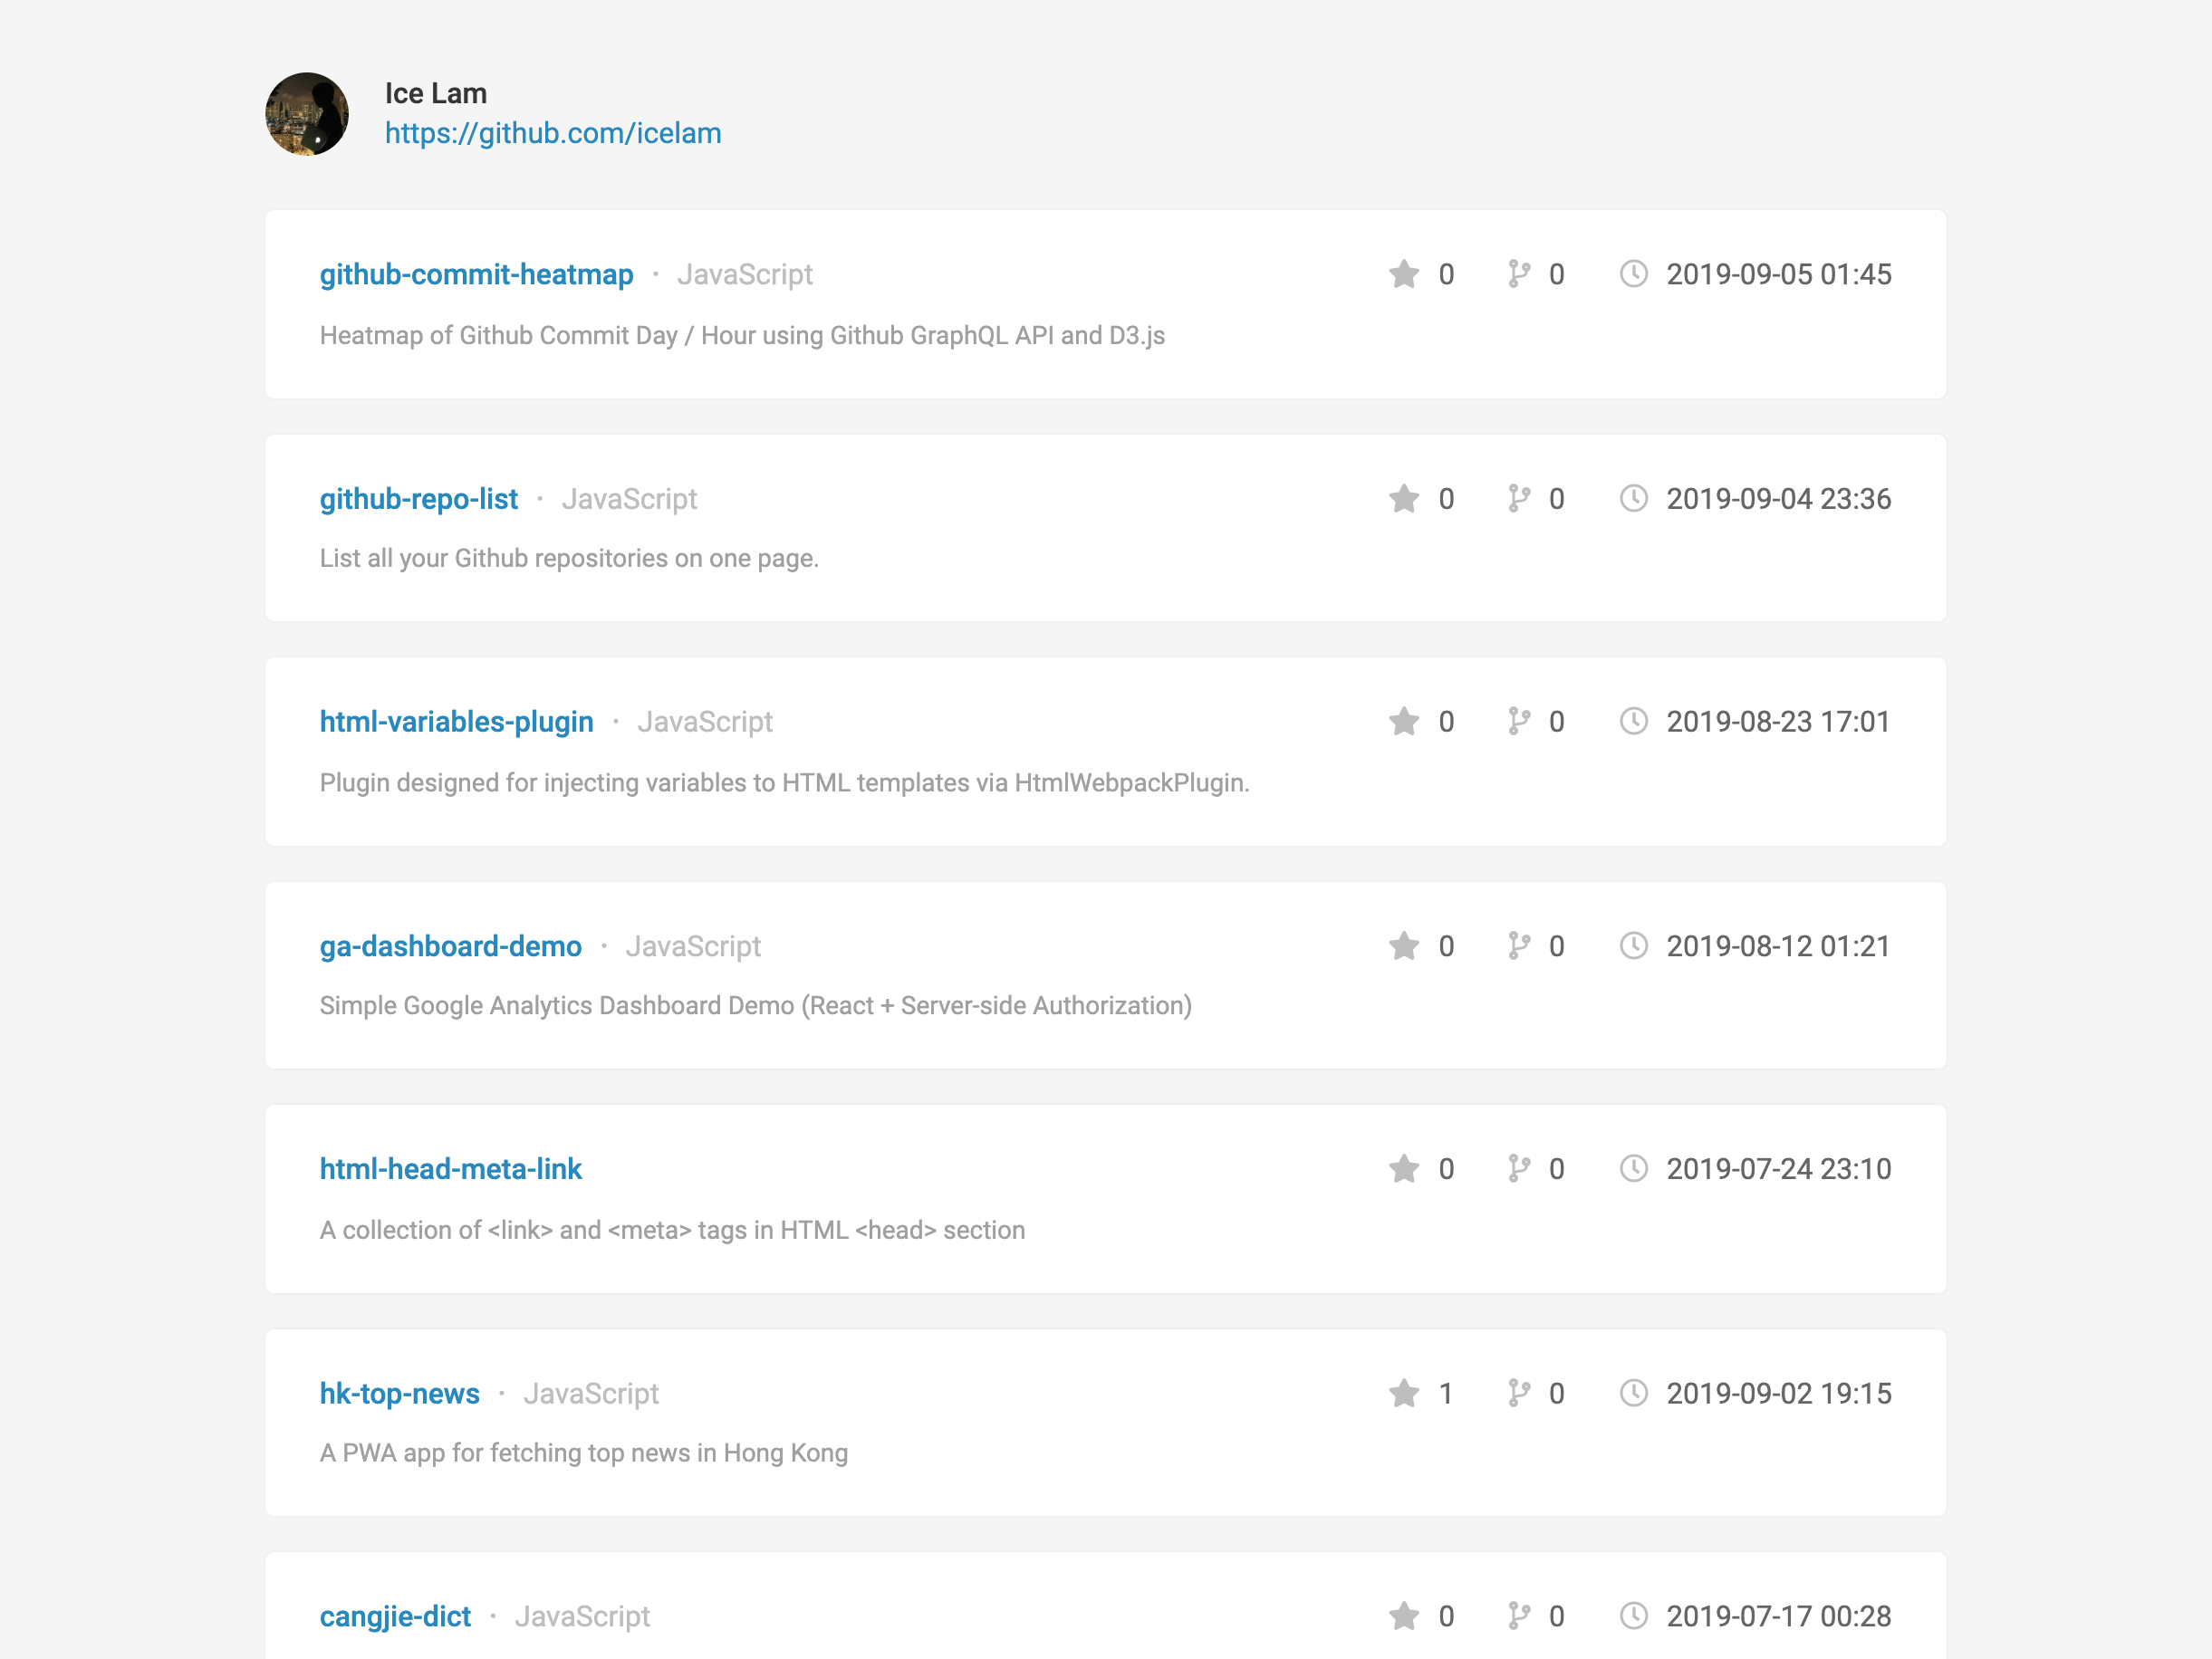 Ice Lam
https://github.com/icelam
github-commit-heatmap · JavaScript 0 0 2019-09-05 01:45
Heatmap of Github Commit Day / Hour using Github GraphQL API and D3.js
github-repo-list · JavaScript 0 0 2019-09-04 23:36
List all your Github repositories on one page.
html-variables-plugin · JavaScript 0 0 2019-08-23 17:01
Plugin designed for injecting variables to HTML templates via HtmlWebpackPlugin.
ga-dashboard-demo · JavaScript 0 0 2019-08-12 01:21
Simple Google Analytics Dashboard Demo (React + Server-side Authorization)
html-head-meta-link 0 0 2019-07-24 23:10
A collection of <link> and <meta> tags in HTML <head> section
hk-top-news · JavaScript 1 0 2019-09-02 19:15
A PWA app for fetching top news in Hong Kong
cangjie-dict · JavaScript 0 0 2019-07-17 00:28